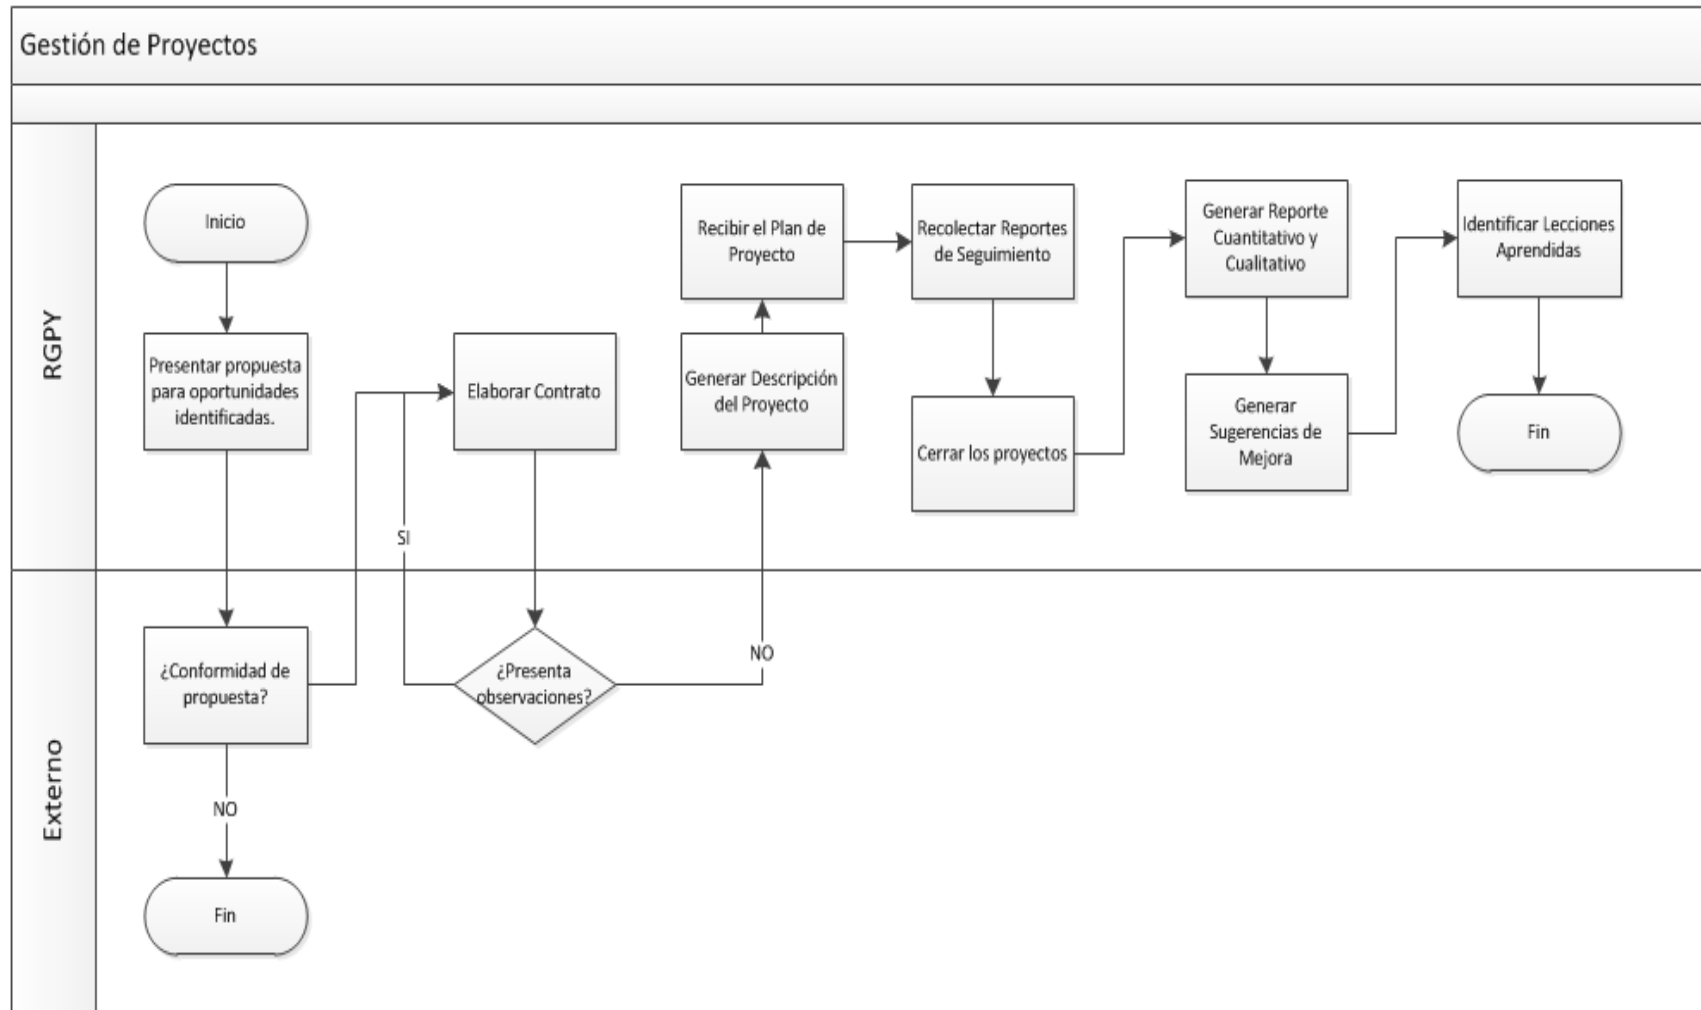 Gestión de Proyectos
RGPY
Inicio
Presentar propuesta
para oportunidades
identificadas.
Elaborar Contrato
SI
Recibir el Plan de
Proyecto
Generar Descripción
del Proyecto
Recolectar Reportes
de Seguimiento
Cerrar los proyectos
Generar Reporte
Cuantitativo y
Cualitativo
Generar
Sugerencias de
Mejora
Identificar Lecciones
Aprendidas
Fin
Externo
¿Conformidad de
propuesta?
NO
Fin
¿Presenta
observaciones?
NO